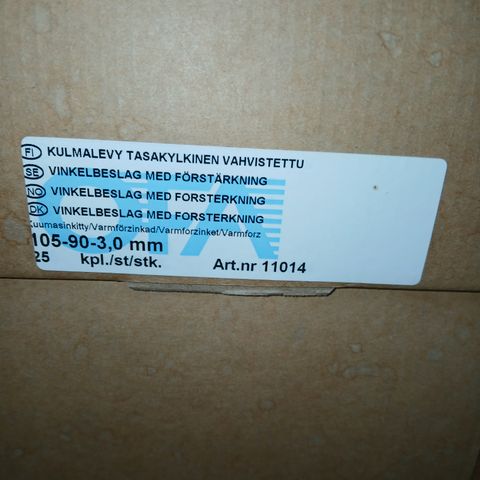 FI KULMALEVY TASAKYLKINEN VAHVISTETTU
SE VINKELBESLAG MED FÖRSTÄRKNING
NO VINKELBESLAG MED FORSTERKNING
DK VINKELBESLAG MED FORSTERKNING
Kuumasinkitty/Varmförzinkad/Varmforzinket/Varmforz
105-90-3,0 mm
25 kpl./st/stk. Art.nr 11014